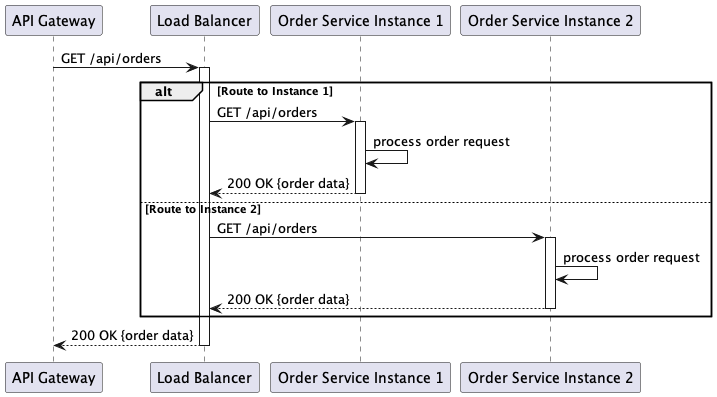 API Gateway Load Balancer Order Service Instance 1 Order Service Instance 2
GET /api/orders
alt [Route to Instance 1]
GET /api/orders
process order request
200 OK {order data}
[Route to Instance 2]
GET /api/orders
process order request
200 OK {order data}
200 OK {order data}
API Gateway Load Balancer Order Service Instance 1 Order Service Instance 2